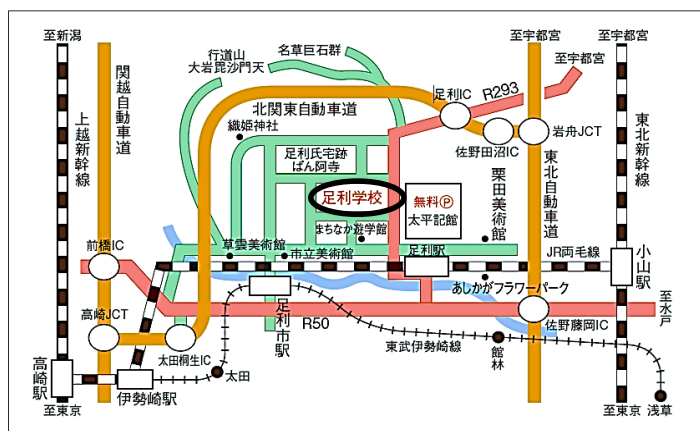 至新潟
関越自動車道
上越新幹線
行道山
大岩毘沙門天
名草巨石群
至宇都宮
至宇都宮
至宇都宮
北関東自動車道
足利IC
R293
織姫神社
佐野田沼IC
岩舟JCT
東北自動車道
東北新幹線
足利氏宅跡
ばん阿寺
足利学校
無料Ⓟ
太平記館
栗田美術館
まちなか遊学館
前橋IC
草雲美術館
市立美術館
足利駅
JR両毛線
小山駅
あしかがフラワーパーク
高崎JCT
太田桐生IC
足利市駅
R50
佐野藤岡IC
至水戸
東武伊勢崎線
館林
高崎駅
伊勢崎駅
太田
至東京
至東京
浅草